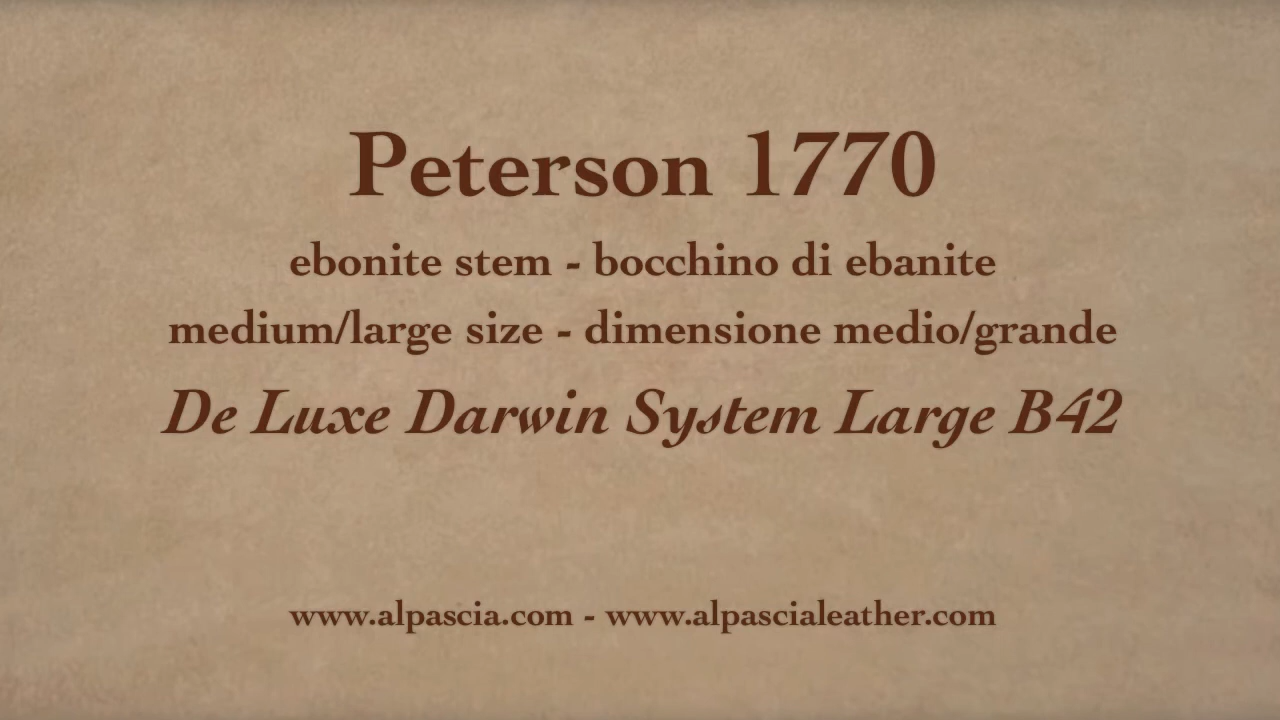 Peterson 1770
ebonite stem - bocchino di ebanite
medium/large size - dimensione medio/grande
De Luxe Darwin System Large B42
www.alpascia.com - www.alpascialeather.com